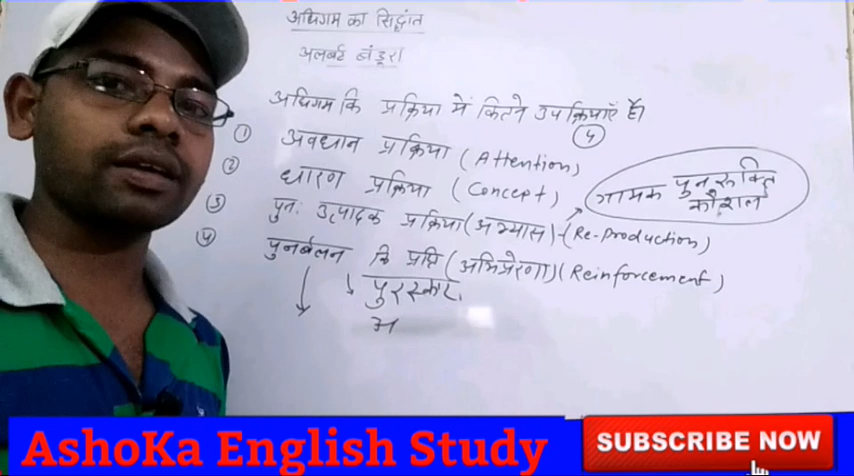 अधिगम का सिद्धांत
अलबर्ट बंडूरा
अधिगम कि प्रक्रिया में कितने उपक्रियाएँ है।
४
① अवधान प्रक्रिया (Attention)
② धारण प्रक्रिया (Concept)
③ पुनः उत्पादक प्रक्रिया (अभ्यास) - (Re-Production)
गामक पुनरूक्ति
कौशल
④ पुनर्बलन कि प्राप्ति (अभिप्रेरणा) (Reinforcement)
पुरस्कार
AshoKa English Study
SUBSCRIBE NOW